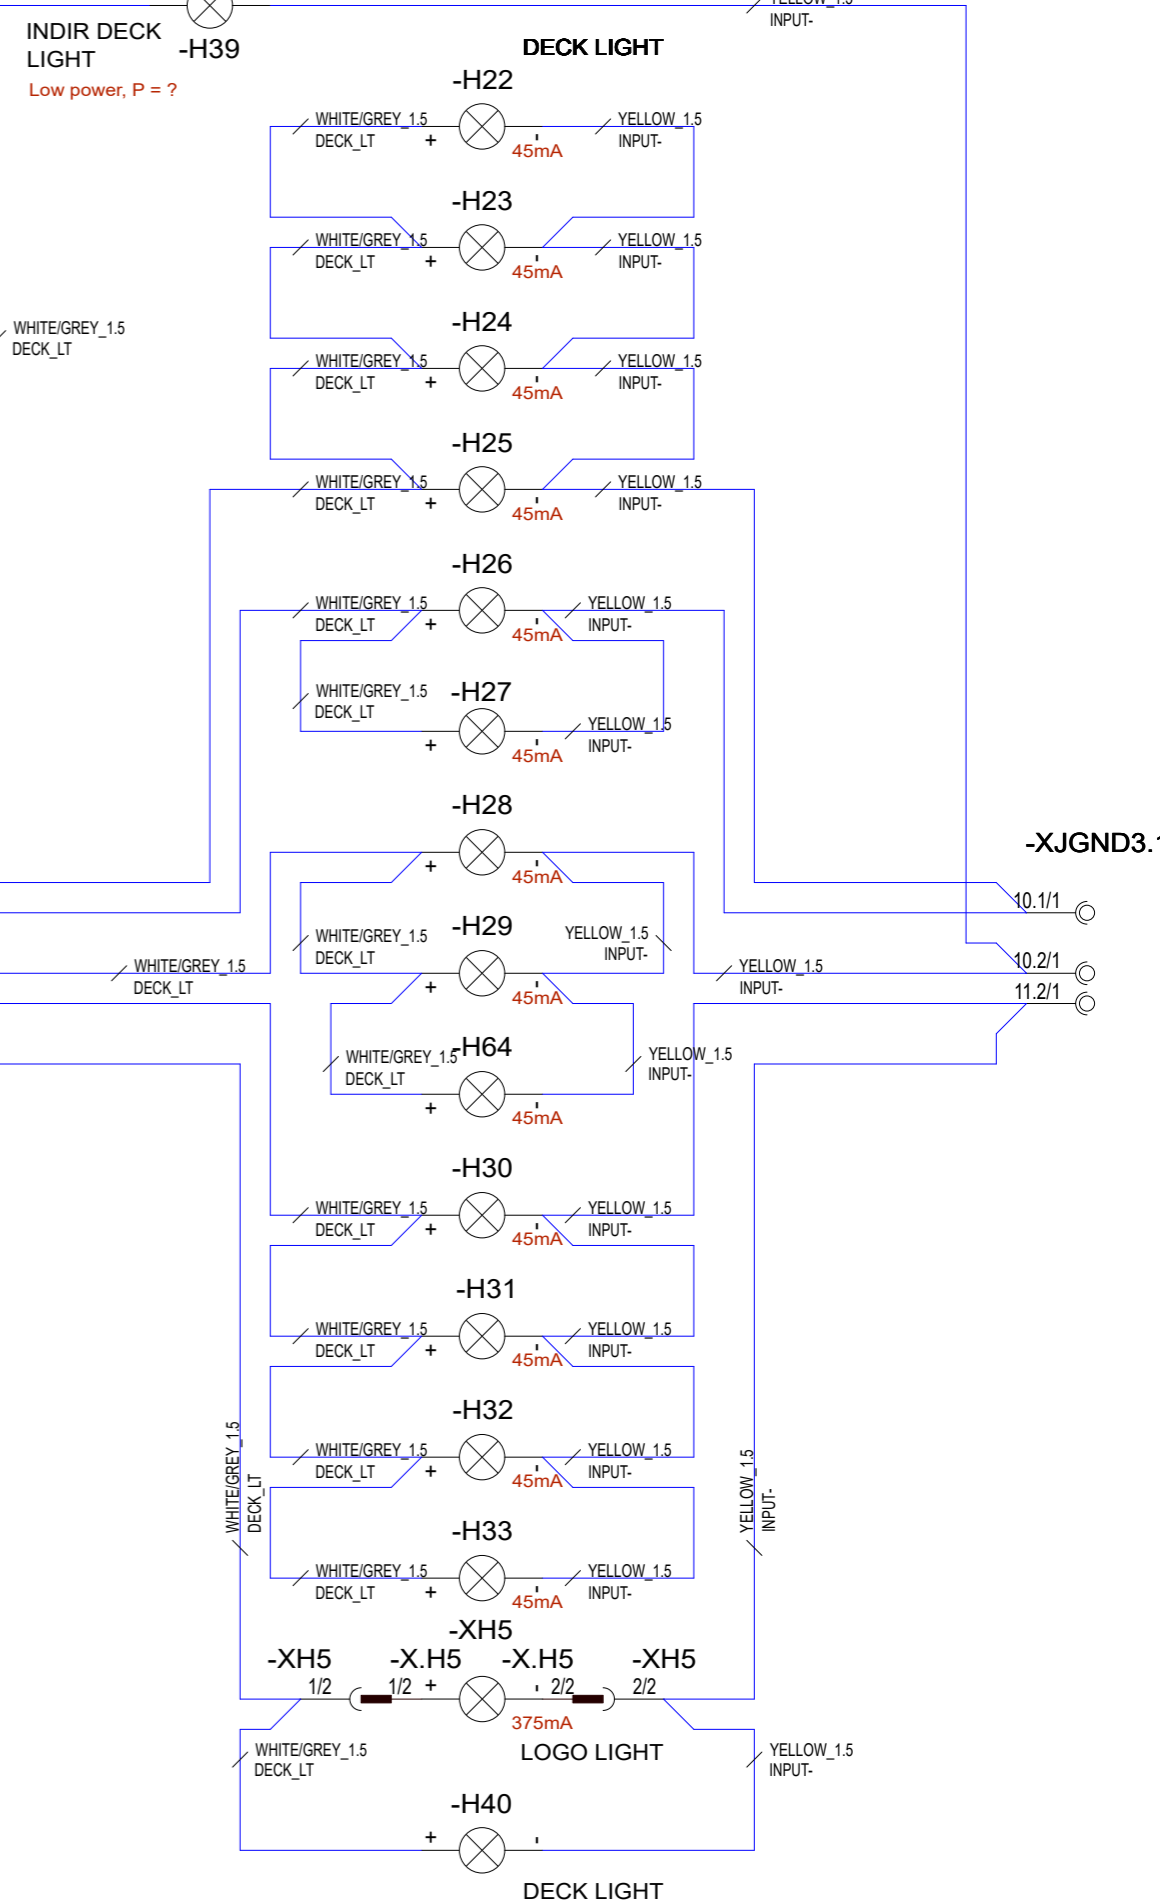 YELLOW_1.5
INPUT-
INDIR DECK
LIGHT
-H39
Low power, P = ?
DECK LIGHT
-H22
WHITE/GREY_1.5
DECK_LT
+
-
45mA
YELLOW_1.5
INPUT-
-H23
WHITE/GREY_1.5
DECK_LT
+
-
45mA
YELLOW_1.5
INPUT-
WHITE/GREY_1.5
DECK_LT
-H24
WHITE/GREY_1.5
DECK_LT
+
-
45mA
YELLOW_1.5
INPUT-
-H25
WHITE/GREY_1.5
DECK_LT
+
-
45mA
YELLOW_1.5
INPUT-
-H26
WHITE/GREY_1.5
DECK_LT
+
-
45mA
YELLOW_1.5
INPUT-
-H27
WHITE/GREY_1.5
DECK_LT
+
-
45mA
YELLOW_1.5
INPUT-
-H28
+
-
45mA
-XJGND3.1
10.1/1
-H29
WHITE/GREY_1.5
DECK_LT
+
-
45mA
YELLOW_1.5
INPUT-
WHITE/GREY_1.5
DECK_LT
YELLOW_1.5
INPUT-
10.2/1
11.2/1
-H64
WHITE/GREY_1.5
DECK_LT
+
-
45mA
YELLOW_1.5
INPUT-
-H30
WHITE/GREY_1.5
DECK_LT
+
-
45mA
YELLOW_1.5
INPUT-
-H31
WHITE/GREY_1.5
DECK_LT
+
-
45mA
YELLOW_1.5
INPUT-
-H32
WHITE/GREY_1.5
DECK_LT
+
-
45mA
YELLOW_1.5
INPUT-
WHITE/GREY_1.5
DECK_LT
YELLOW_1.5
INPUT-
-H33
WHITE/GREY_1.5
DECK_LT
+
-
45mA
YELLOW_1.5
INPUT-
-XH5
-XH5
-X.H5
-X.H5
-XH5
1/2
1/2
+
-
2/2
2/2
375mA
LOGO LIGHT
WHITE/GREY_1.5
DECK_LT
YELLOW_1.5
INPUT-
-H40
+
-
DECK LIGHT